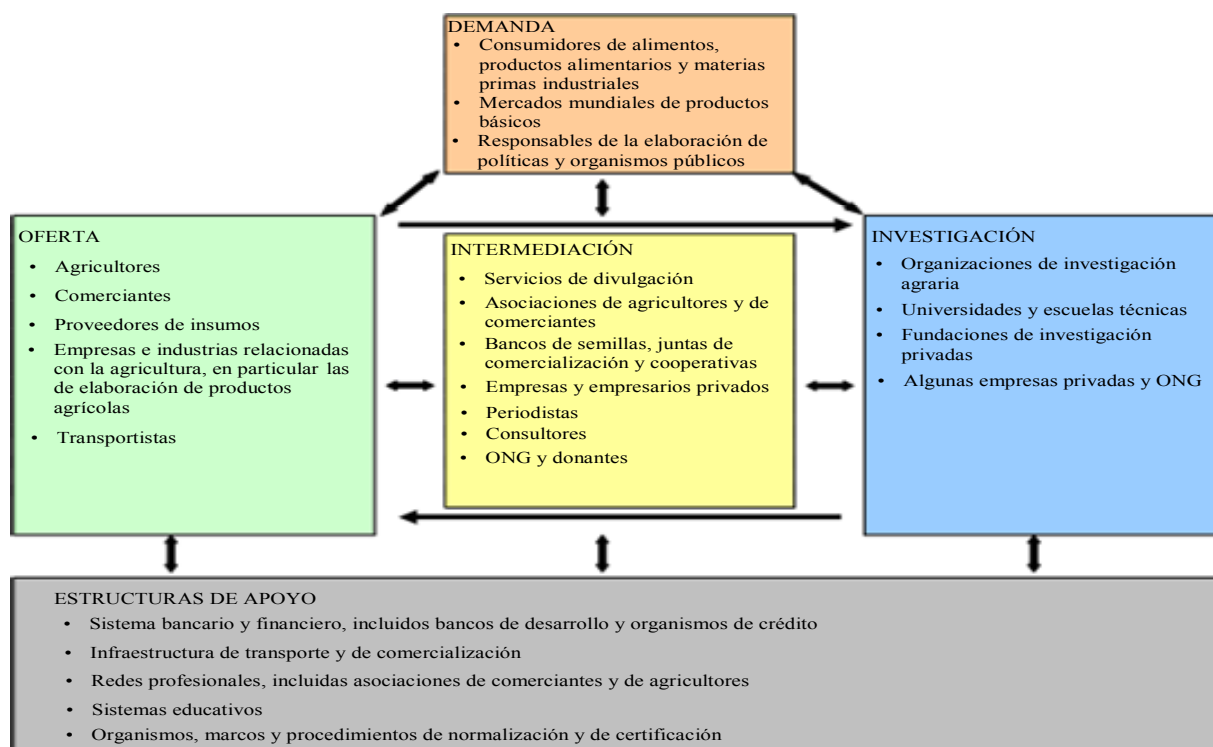 DEMANDA
• Consumidores de alimentos,
productos alimentarios y materias
primas industriales
• Mercados mundiales de productos
básicos
• Responsables de la elaboración de
políticas y organismos públicos
OFERTA
• Agricultores
• Comerciantes
• Proveedores de insumos
• Empresas e industrias relacionadas
con la agricultura, en particular las
de elaboración de productos
agrícolas
• Transportistas
INTERMEDIACIÓN
• Servicios de divulgación
• Asociaciones de agricultores y de
comerciantes
• Bancos de semillas, juntas de
comercialización y cooperativas
• Empresas y empresarios privados
• Periodistas
• Consultores
• ONG y donantes
INVESTIGACIÓN
• Organizaciones de investigación
agraria
• Universidades y escuelas técnicas
• Fundaciones de investigación
privadas
• Algunas empresas privadas y ONG
ESTRUCTURAS DE APOYO
• Sistema bancario y financiero, incluidos bancos de desarrollo y organismos de crédito
• Infraestructura de transporte y de comercialización
• Redes profesionales, incluidas asociaciones de comerciantes y de agricultores
• Sistemas educativos
• Organismos, marcos y procedimientos de normalización y de certificación